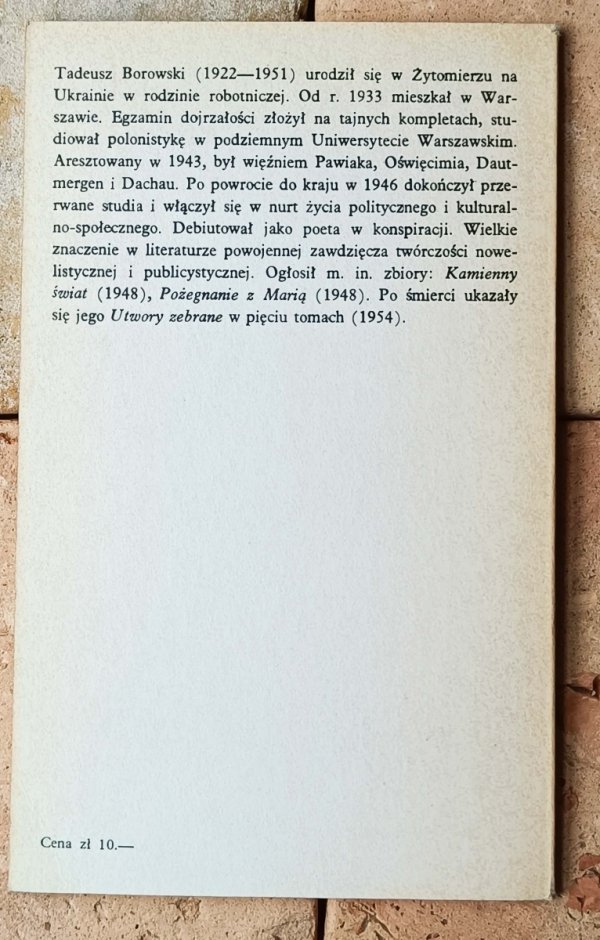 Tadeusz Borowski (1922—1951) urodził się w Żytomierzu na
Ukrainie w rodzinie robotniczej. Od r. 1933 mieszkał w War-
szawie. Egzamin dojrzałości złożył na tajnych kompletach, stu-
diował polonistykę w podziemnym Uniwersytecie Warszawskim.
Aresztowany w 1943, był więźniem Pawiaka, Oświęcimia, Daut-
mergen i Dachau. Po powrocie do kraju w 1946 dokończył prze-
rwane studia i włączył się w nurt życia politycznego i kultural-
no-społecznego. Debiutował jako poeta w konspiracji. Wielkie
znaczenie w literaturze powojennej zawdzięcza twórczości nowe-
listycznej i publicystycznej. Ogłosił m. in. zbiory: Kamienny
świat (1948), Pożegnanie z Marią (1948). Po śmierci ukazały
się jego Utwory zebrane w pięciu tomach (1954).
Cena zł 10.—